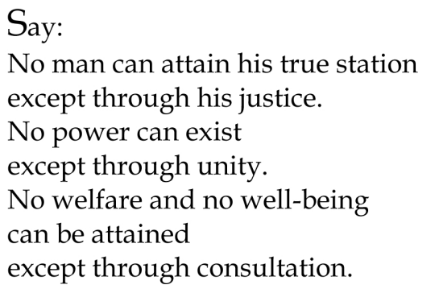 Say:
No man can attain his true station
except through his justice.
No power can exist
except through unity.
No welfare and no well-being
can be attained
except through consultation.